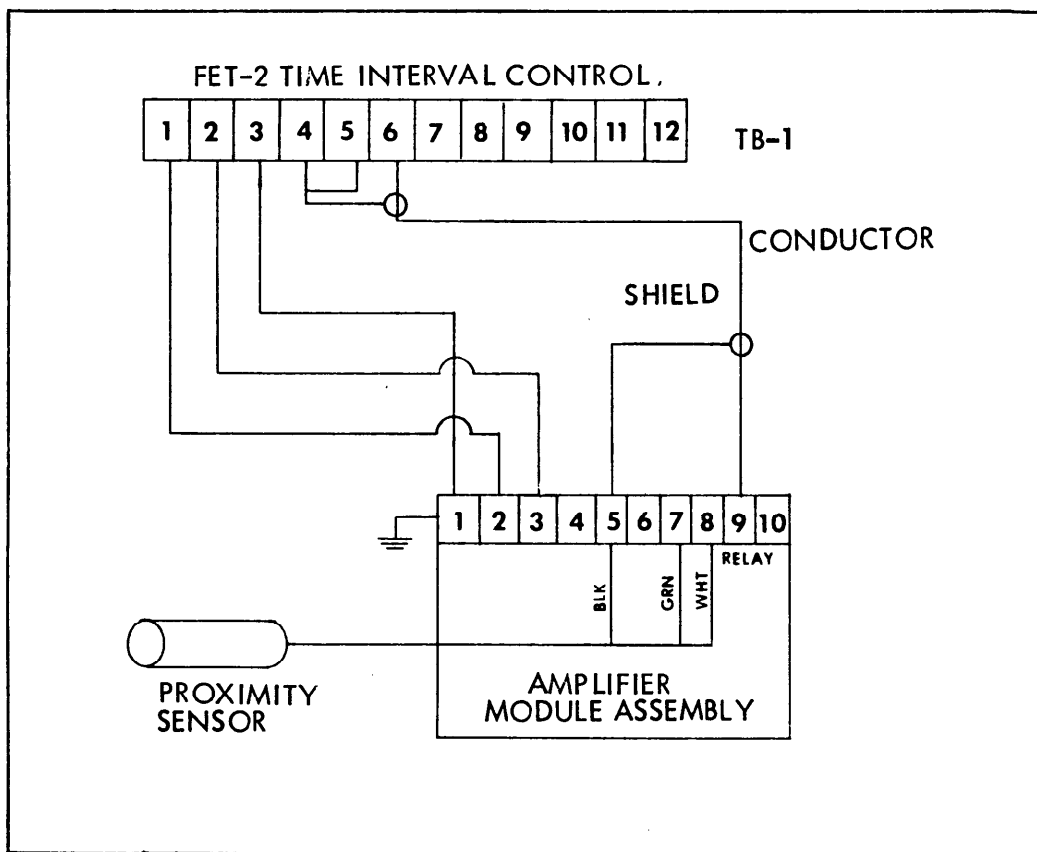 FET-2 TIME INTERVAL CONTROL.
1 2 3 4 5 6 7 8 9 10 11 12
TB-1
CONDUCTOR
SHIELD
1 2 3 4 5 6 7 8 9 10
RELAY
BLK
GRN
WHT
PROXIMITY
SENSOR
AMPLIFIER
MODULE ASSEMBLY